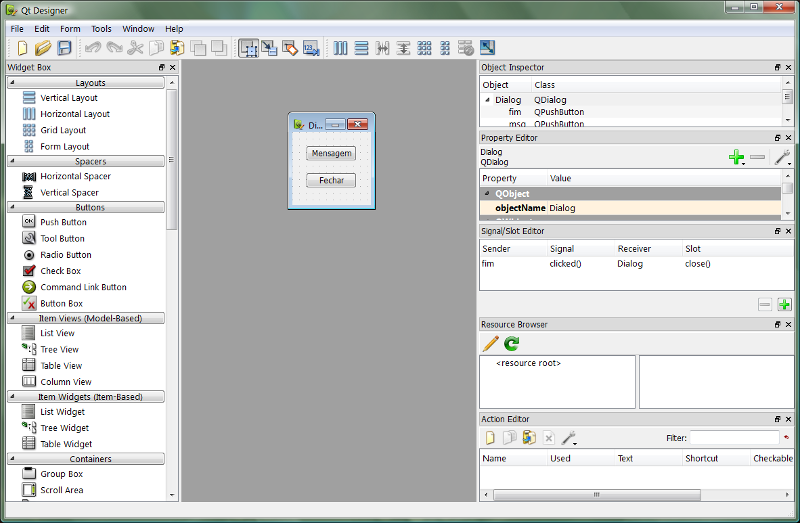 Qt Designer
File Edit Form Tools Window Help
Widget Box
Layouts
Vertical Layout
Horizontal Layout
Grid Layout
Form Layout
Spacers
Horizontal Spacer
Vertical Spacer
Buttons
Push Button
Tool Button
Radio Button
Check Box
Command Link Button
Button Box
Item Views (Model-Based)
List View
Tree View
Table View
Column View
Item Widgets (Item-Based)
List Widget
Tree Widget
Table Widget
Containers
Group Box
Scroll Area
Di...
Mensagem
Fechar
Object Inspector
Object Class
Dialog QDialog
fim QPushButton
msg QPushButton
Property Editor
Dialog
QDialog
Property Value
QObject
objectName Dialog
Signal/Slot Editor
Sender Signal Receiver Slot
fim clicked() Dialog close()
Resource Browser
<resource root>
Action Editor
Filter:
Name Used Text Shortcut Checkable